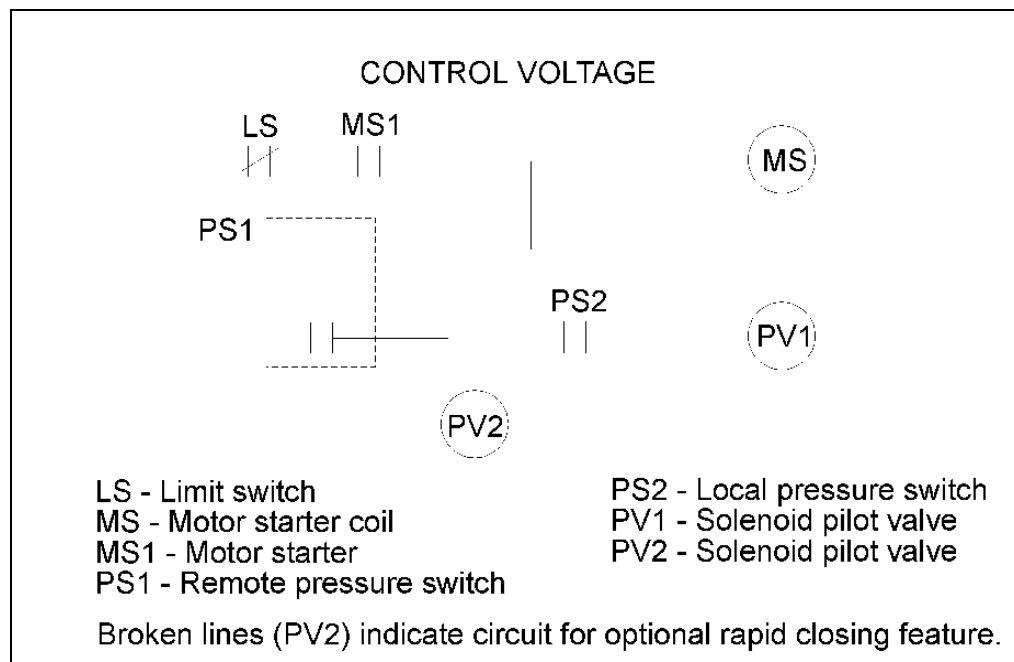 CONTROL VOLTAGE
LS MS1
MS
PS1
PS2
PV1
PV2
LS - Limit switch
MS - Motor starter coil
MS1 - Motor starter
PS1 - Remote pressure switch
PS2 - Local pressure switch
PV1 - Solenoid pilot valve
PV2 - Solenoid pilot valve
Broken lines (PV2) indicate circuit for optional rapid closing feature.